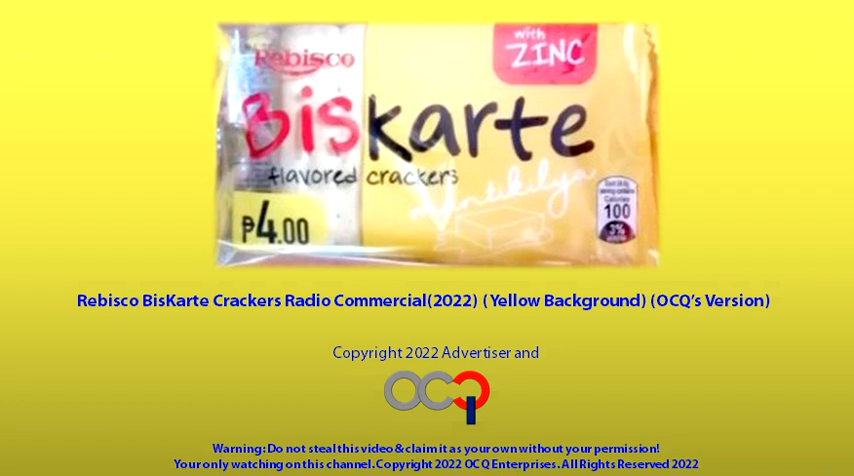 with
ZINC
Rebisco
Biskarte
flavored crackers
mantikilya
₱4.00
Calories
100
3%
Rebisco BisKarte Crackers Radio Commercial(2022) (Yellow Background) (OCQ's Version)
Copyright 2022 Advertiser and
OCQ
Warning: Do not steal this video & claim it as your own without your permission!
Your only watching on this channel. Copyright 2022 OCQ Enterprises. All Rights Reserved 2022